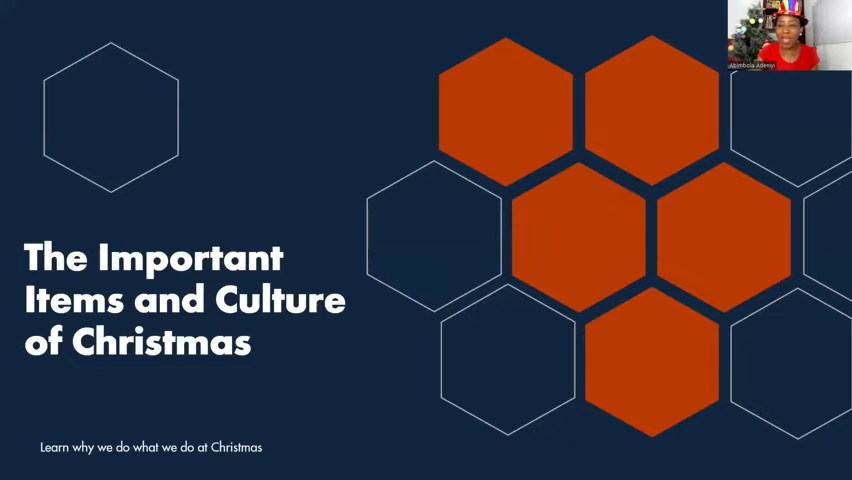 The Important
Items and Culture
of Christmas
Learn why we do what we do at Christmas
Abimbola Adeniyi